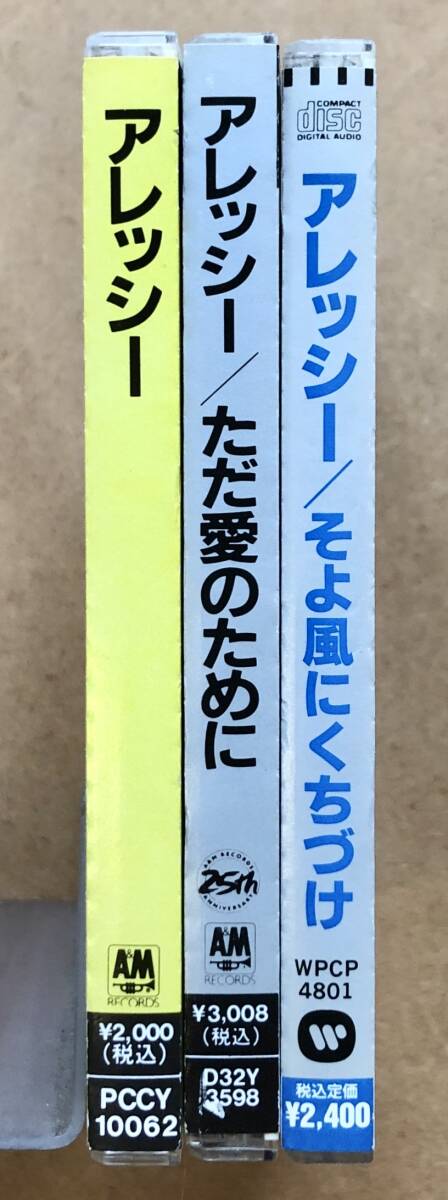 アレッシー
A&M
RECORDS
¥2,000
(税込)
PCCY
10062
アレッシー/ただ愛のために
A&M RECORDS
25th
ANNIVERSARY
A&M
RECORDS
¥3,008
(税込)
D32Y
3598
COMPACT
disc
DIGITAL AUDIO
アレッシー/そよ風にくちづけ
WPCP
4801
税込定価
¥2,400